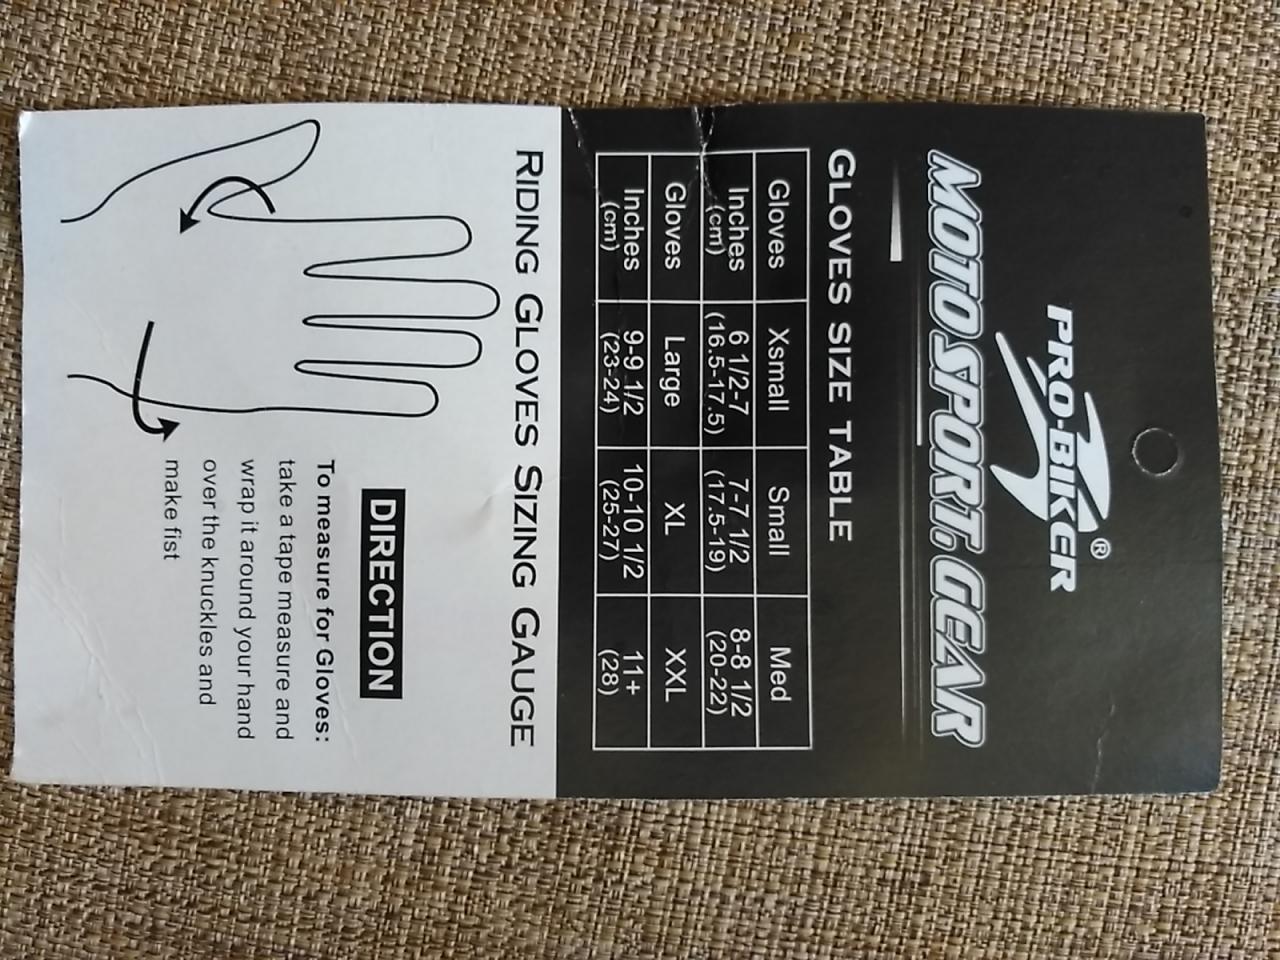 PRO-BIKER®
MOTO SPORT. GEAR
GLOVES SIZE TABLE
Gloves Xsmall Small Med
Inches 6 1/2-7 7-7 1/2 8-8 1/2
(cm) (16.5-17.5) (17.5-19) (20-22)
Gloves Large XL XXL
Inches 9-9 1/2 10-10 1/2 11+
(cm) (23-24) (25-27) (28)
RIDING GLOVES SIZING GAUGE
DIRECTION
To measure for Gloves:
take a tape measure and
wrap it around your hand
over the knuckles and
make fist